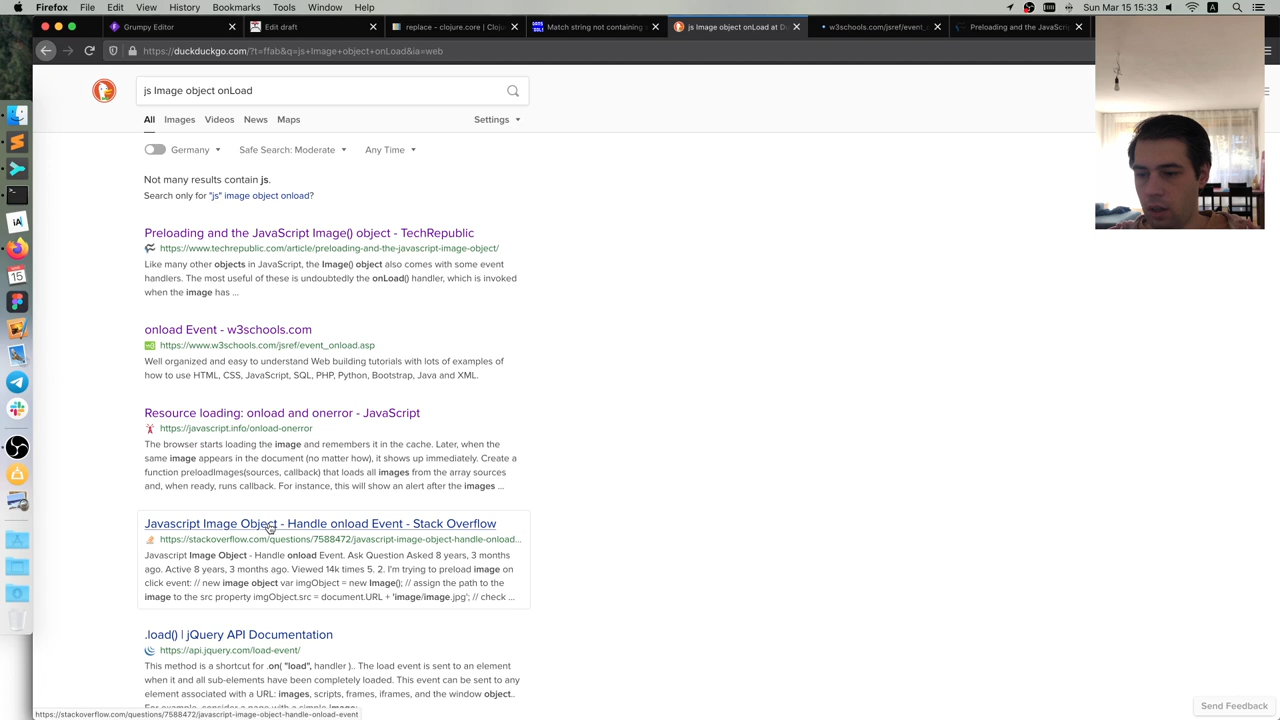 Firefox File Edit View History Bookmarks Tools Window Help
Wed 15:33
Grumpy Editor
Edit draft
replace - clojure.core | Cloju
Match string not containing
js Image object onLoad at D
w3schools.com/jsref/event_
Preloading and the JavaScri
https://duckduckgo.com/?t=ffab&q=js+Image+object+onLoad&ia=web
js Image object onLoad
All Images Videos News Maps
Settings
Germany Safe Search: Moderate Any Time
Not many results contain js.
Search only for "js" image object onload?
Preloading and the JavaScript Image() object - TechRepublic
https://www.techrepublic.com/article/preloading-and-the-javascript-image-object/
Like many other objects in JavaScript, the Image() object also comes with some event
handlers. The most useful of these is undoubtedly the onLoad() handler, which is invoked
when the image has ...
onload Event - w3schools.com
https://www.w3schools.com/jsref/event_onload.asp
Well organized and easy to understand Web building tutorials with lots of examples of
how to use HTML, CSS, JavaScript, SQL, PHP, Python, Bootstrap, Java and XML.
Resource loading: onload and onerror - JavaScript
https://javascript.info/onload-onerror
The browser starts loading the image and remembers it in the cache. Later, when the
same image appears in the document (no matter how), it shows up immediately. Create a
function preloadImages(sources, callback) that loads all images from the array sources
and, when ready, runs callback. For instance, this will show an alert after the images ...
Javascript Image Object - Handle onload Event - Stack Overflow
https://stackoverflow.com/questions/7588472/javascript-image-object-handle-onload...
Javascript Image Object - Handle onload Event. Ask Question Asked 8 years, 3 months
ago. Active 8 years, 3 months ago. Viewed 14k times 5. 2. I'm trying to preload image on
click event: // new image object var imgObject = new Image(); // assign the path to the
image to the src property imgObject.src = document.URL + 'image/image.jpg'; // check ...
.load() | jQuery API Documentation
https://api.jquery.com/load-event/
This method is a shortcut for .on( "load", handler ).. The load event is sent to an element
when it and all sub-elements have been completely loaded. This event can be sent to any
element associated with a URL: images, scripts, frames, iframes, and the window object..
For example, consider a page with a simple image:
Send Feedback
https://stackoverflow.com/questions/7588472/javascript-image-object-handle-onload-event